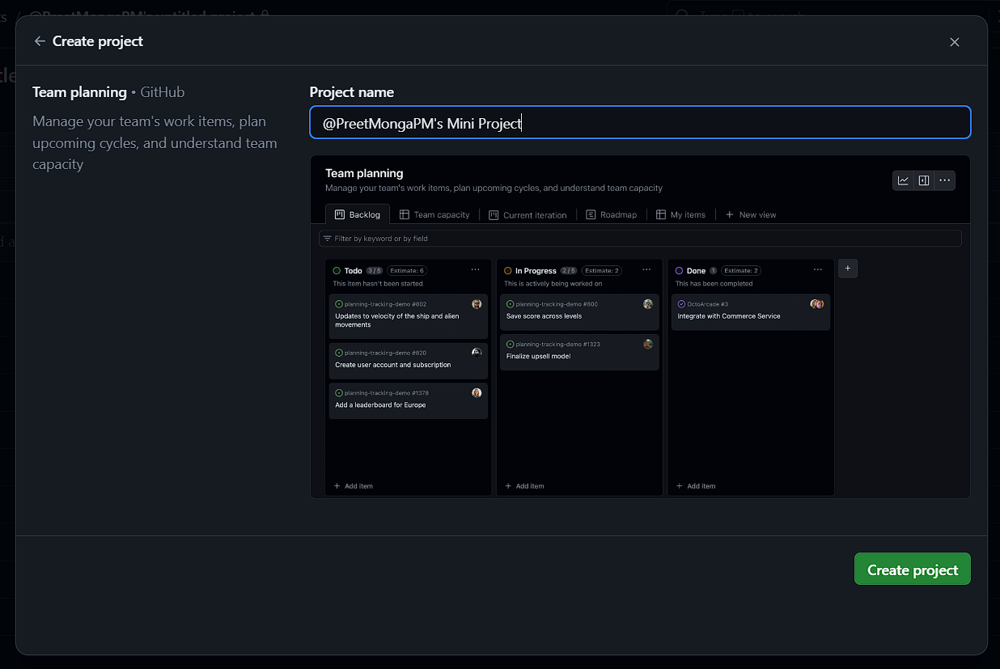 @PreetMongaPM's untitled project
to search
Create project
Team planning • GitHub
Manage your team's work items, plan
upcoming cycles, and understand team
capacity
Project name
@PreetMongaPM's Mini Project
Team planning
Manage your team's work items, plan upcoming cycles, and understand team capacity
Backlog Team capacity Current iteration Roadmap My items + New view
Filter by keyword or by field
Todo 3/5 Estimate: 6 ...
This item hasn't been started
planning-tracking-demo #802
Updates to velocity of the ship and alien
movements
planning-tracking-demo #820
Create user account and subscription
planning-tracking-demo #1378
Add a leaderboard for Europe
+ Add item
In Progress 2/5 Estimate: 2 ...
This is actively being worked on
planning-tracking-demo #800
Save score across levels
planning-tracking-demo #1323
Finalize upsell model
+ Add item
Done 1 Estimate: 2 ...
This has been completed
OctoArcade #3
Integrate with Commerce Service
+ Add item
+
Create project